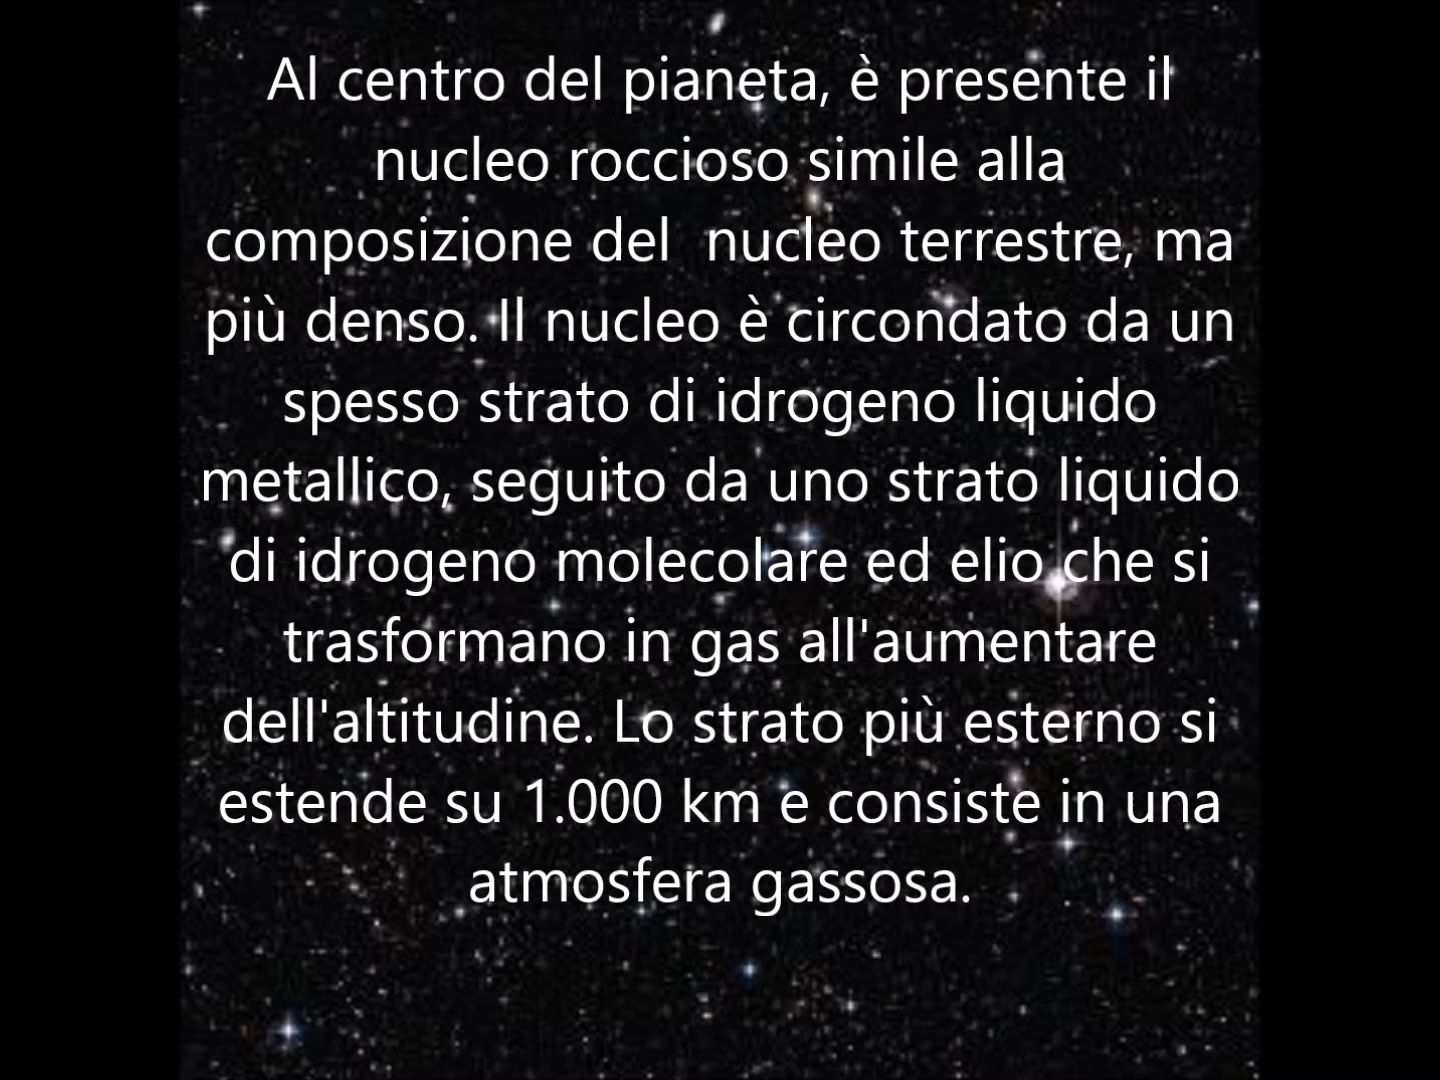 Al centro del pianeta, è presente il
nucleo roccioso simile alla
composizione del  nucleo terrestre, ma
più denso. Il nucleo è circondato da un
spesso strato di idrogeno liquido
metallico, seguito da uno strato liquido
di idrogeno molecolare ed elio che si
trasformano in gas all'aumentare
dell'altitudine. Lo strato più esterno si
estende su 1.000 km e consiste in una
atmosfera gassosa.